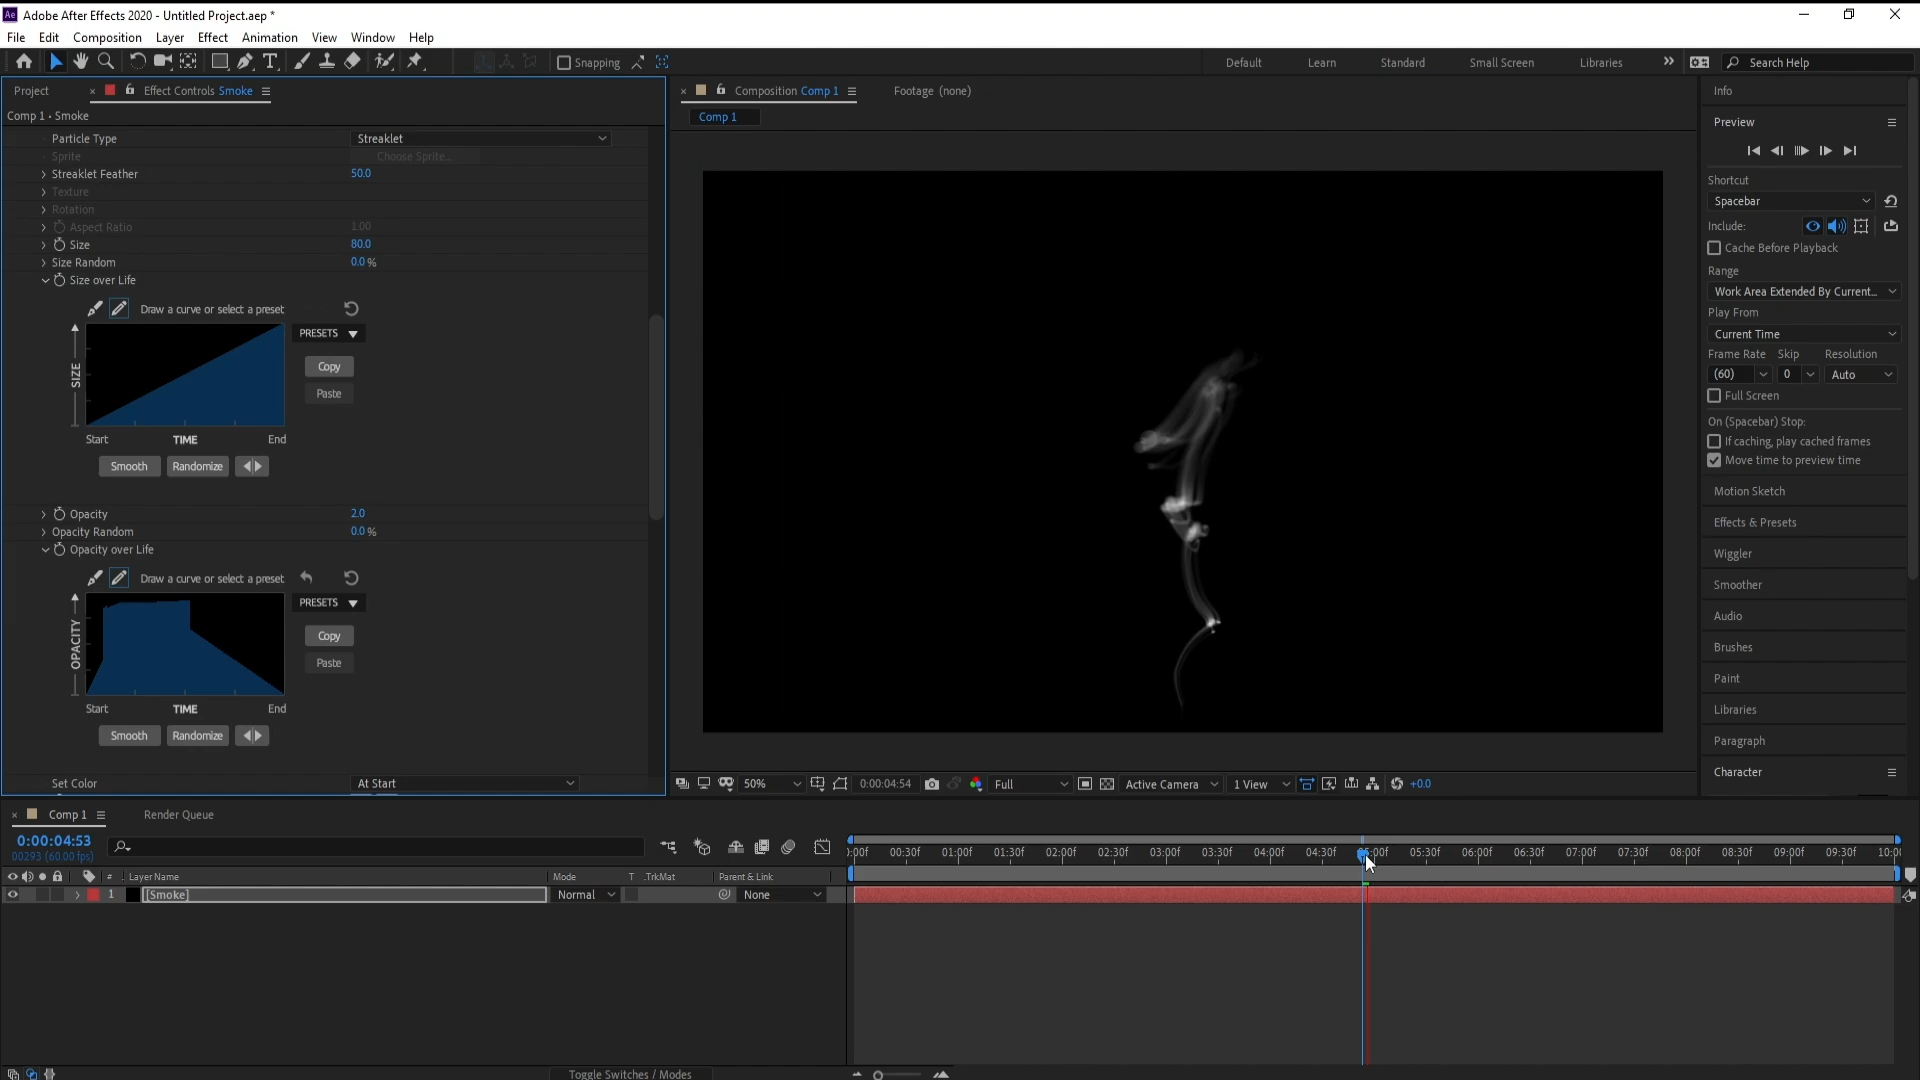 Ae Adobe After Effects 2020 - Untitled Project.aep *
File Edit Composition Layer Effect Animation View Window Help
Snapping
Default Learn Standard Small Screen Libraries Search Help
Project Effect Controls Smoke
Comp 1 • Smoke
Particle Type Streaklet
Sprite Choose Sprite...
Streaklet Feather 50.0
Texture
Rotation
Aspect Ratio 1.00
Size 80.0
Size Random 0.0 %
Size over Life
Draw a curve or select a preset
PRESETS
Copy
Paste
SIZE
Start TIME End
Smooth Randomize
Opacity 2.0
Opacity Random 0.0 %
Opacity over Life
Draw a curve or select a preset
PRESETS
Copy
Paste
OPACITY
Start TIME End
Smooth Randomize
Set Color At Start
Composition Comp 1 Footage (none)
Comp 1
50% 0:00:04:54 Full Active Camera 1 View +0.0
Info
Preview
Shortcut
Spacebar
Include:
Cache Before Playback
Range
Work Area Extended By Current...
Play From
Current Time
Frame Rate Skip Resolution
(60) 0 Auto
Full Screen
On (Spacebar) Stop:
If caching, play cached frames
Move time to preview time
Motion Sketch
Effects & Presets
Wiggler
Smoother
Audio
Brushes
Paint
Libraries
Paragraph
Character
Comp 1 Render Queue
0:00:04:53
00293 (60.00 fps)
# Layer Name Mode T .TrkMat Parent & Link
1 [Smoke] Normal None
):00f 00:30f 01:00f 01:30f 02:00f 02:30f 03:00f 03:30f 04:00f 04:30f 05:00f 05:30f 06:00f 06:30f 07:00f 07:30f 08:00f 08:30f 09:00f 09:30f 10:0(
Toggle Switches / Modes